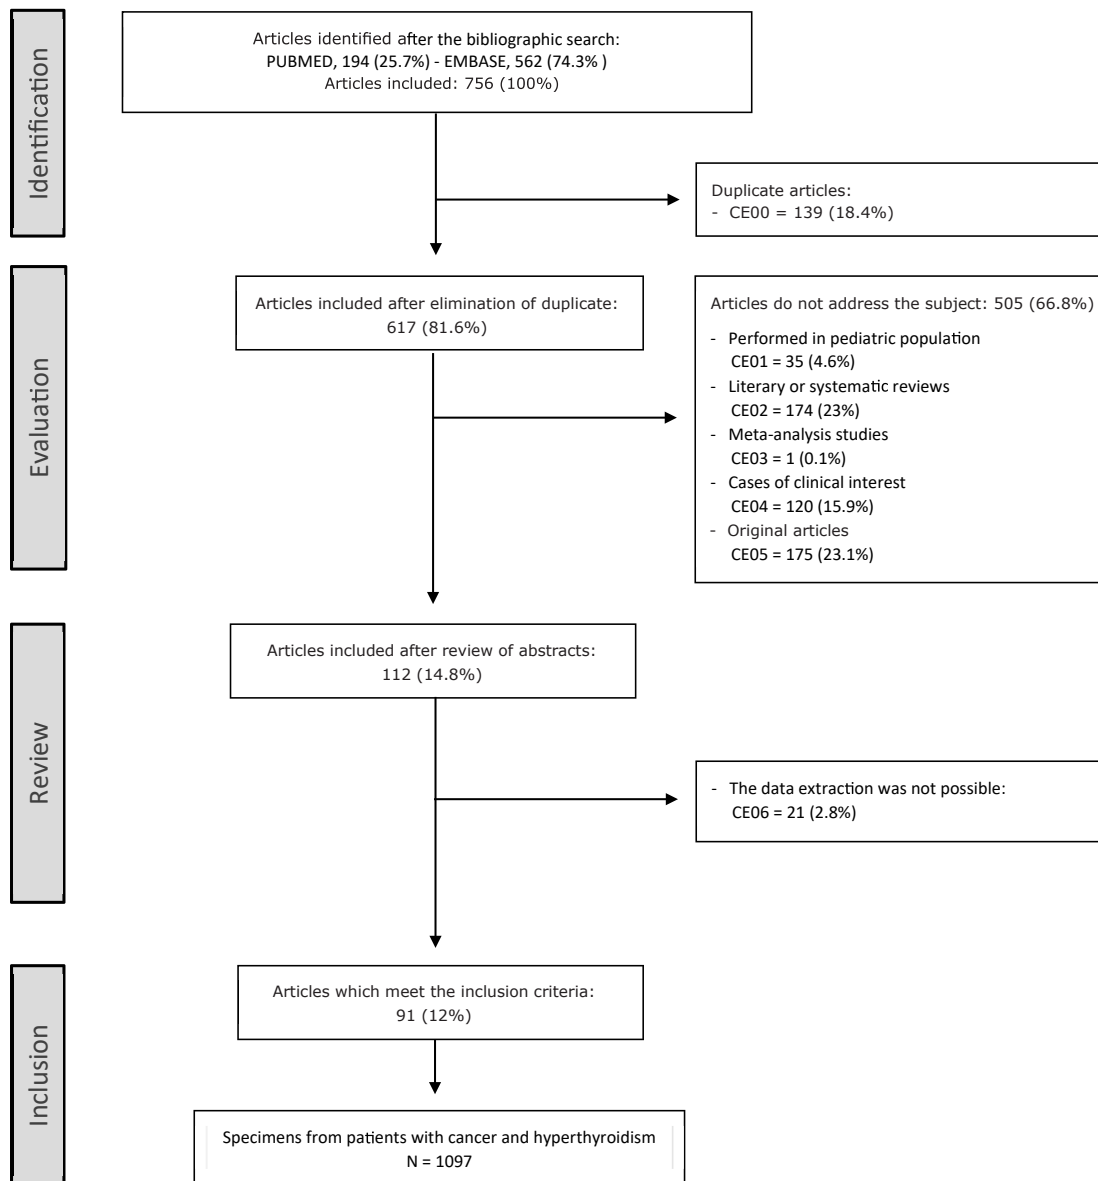 Identification
Articles identified after the bibliographic search:
PUBMED, 194 (25.7%) - EMBASE, 562 (74.3% )
Articles included: 756 (100%)
Duplicate articles:
- CE00 = 139 (18.4%)
Evaluation
Articles included after elimination of duplicate:
617 (81.6%)
Articles do not address the subject: 505 (66.8%)
- Performed in pediatric population
CE01 = 35 (4.6%)
- Literary or systematic reviews
CE02 = 174 (23%)
- Meta-analysis studies
CE03 = 1 (0.1%)
- Cases of clinical interest
CE04 = 120 (15.9%)
- Original articles
CE05 = 175 (23.1%)
Review
Articles included after review of abstracts:
112 (14.8%)
- The data extraction was not possible:
CE06 = 21 (2.8%)
Inclusion
Articles which meet the inclusion criteria:
91 (12%)
Specimens from patients with cancer and hyperthyroidism
N = 1097